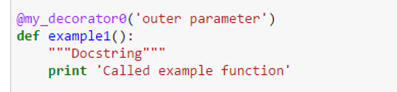 @my_decorator0('outer parameter')
def example1():
    """Docstring"""
    print 'Called example function'